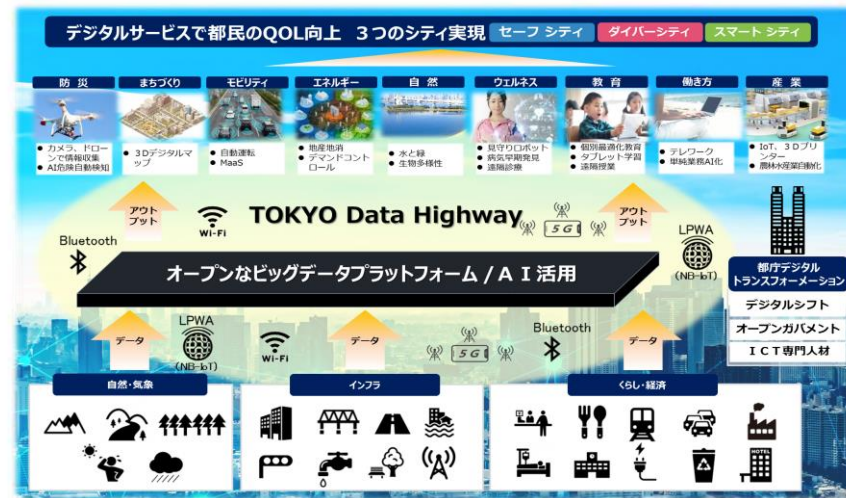 デジタルサービスで都民のQOL向上 3つのシティ実現 セーフ シティ ダイバーシティ スマート シティ
防 災 まちづくり モビリティ エネルギー 自 然 ウェルネス 教 育 働き方 産 業
● カメラ、ドローンで情報収集
● AI危険自動検知
● 3Dデジタルマップ
● 自動運転
● MaaS
● 地産地消
● デマンドコントロール
● 水と緑
● 生物多様性
● 見守りロボット
● 病気早期発見
● 遠隔診療
● 個別最適化教育
● タブレット学習
● 遠隔授業
● テレワーク
● 単純業務AI化
● IoT、3Dプリンター
● 農林水産業自動化
アウトプット
Wi-Fi
TOKYO Data Highway
5G
アウトプット
Bluetooth
LPWA
(NB-IoT)
オープンなビッグデータプラットフォーム / AI活用
都庁デジタル
トランスフォーメーション
デジタルシフト
オープンガバメント
ICT専門人材
データ
LPWA
(NB-IoT)
Wi-Fi
データ
5G
Bluetooth
データ
自然・気象
インフラ
くらし・経済
HOTEL